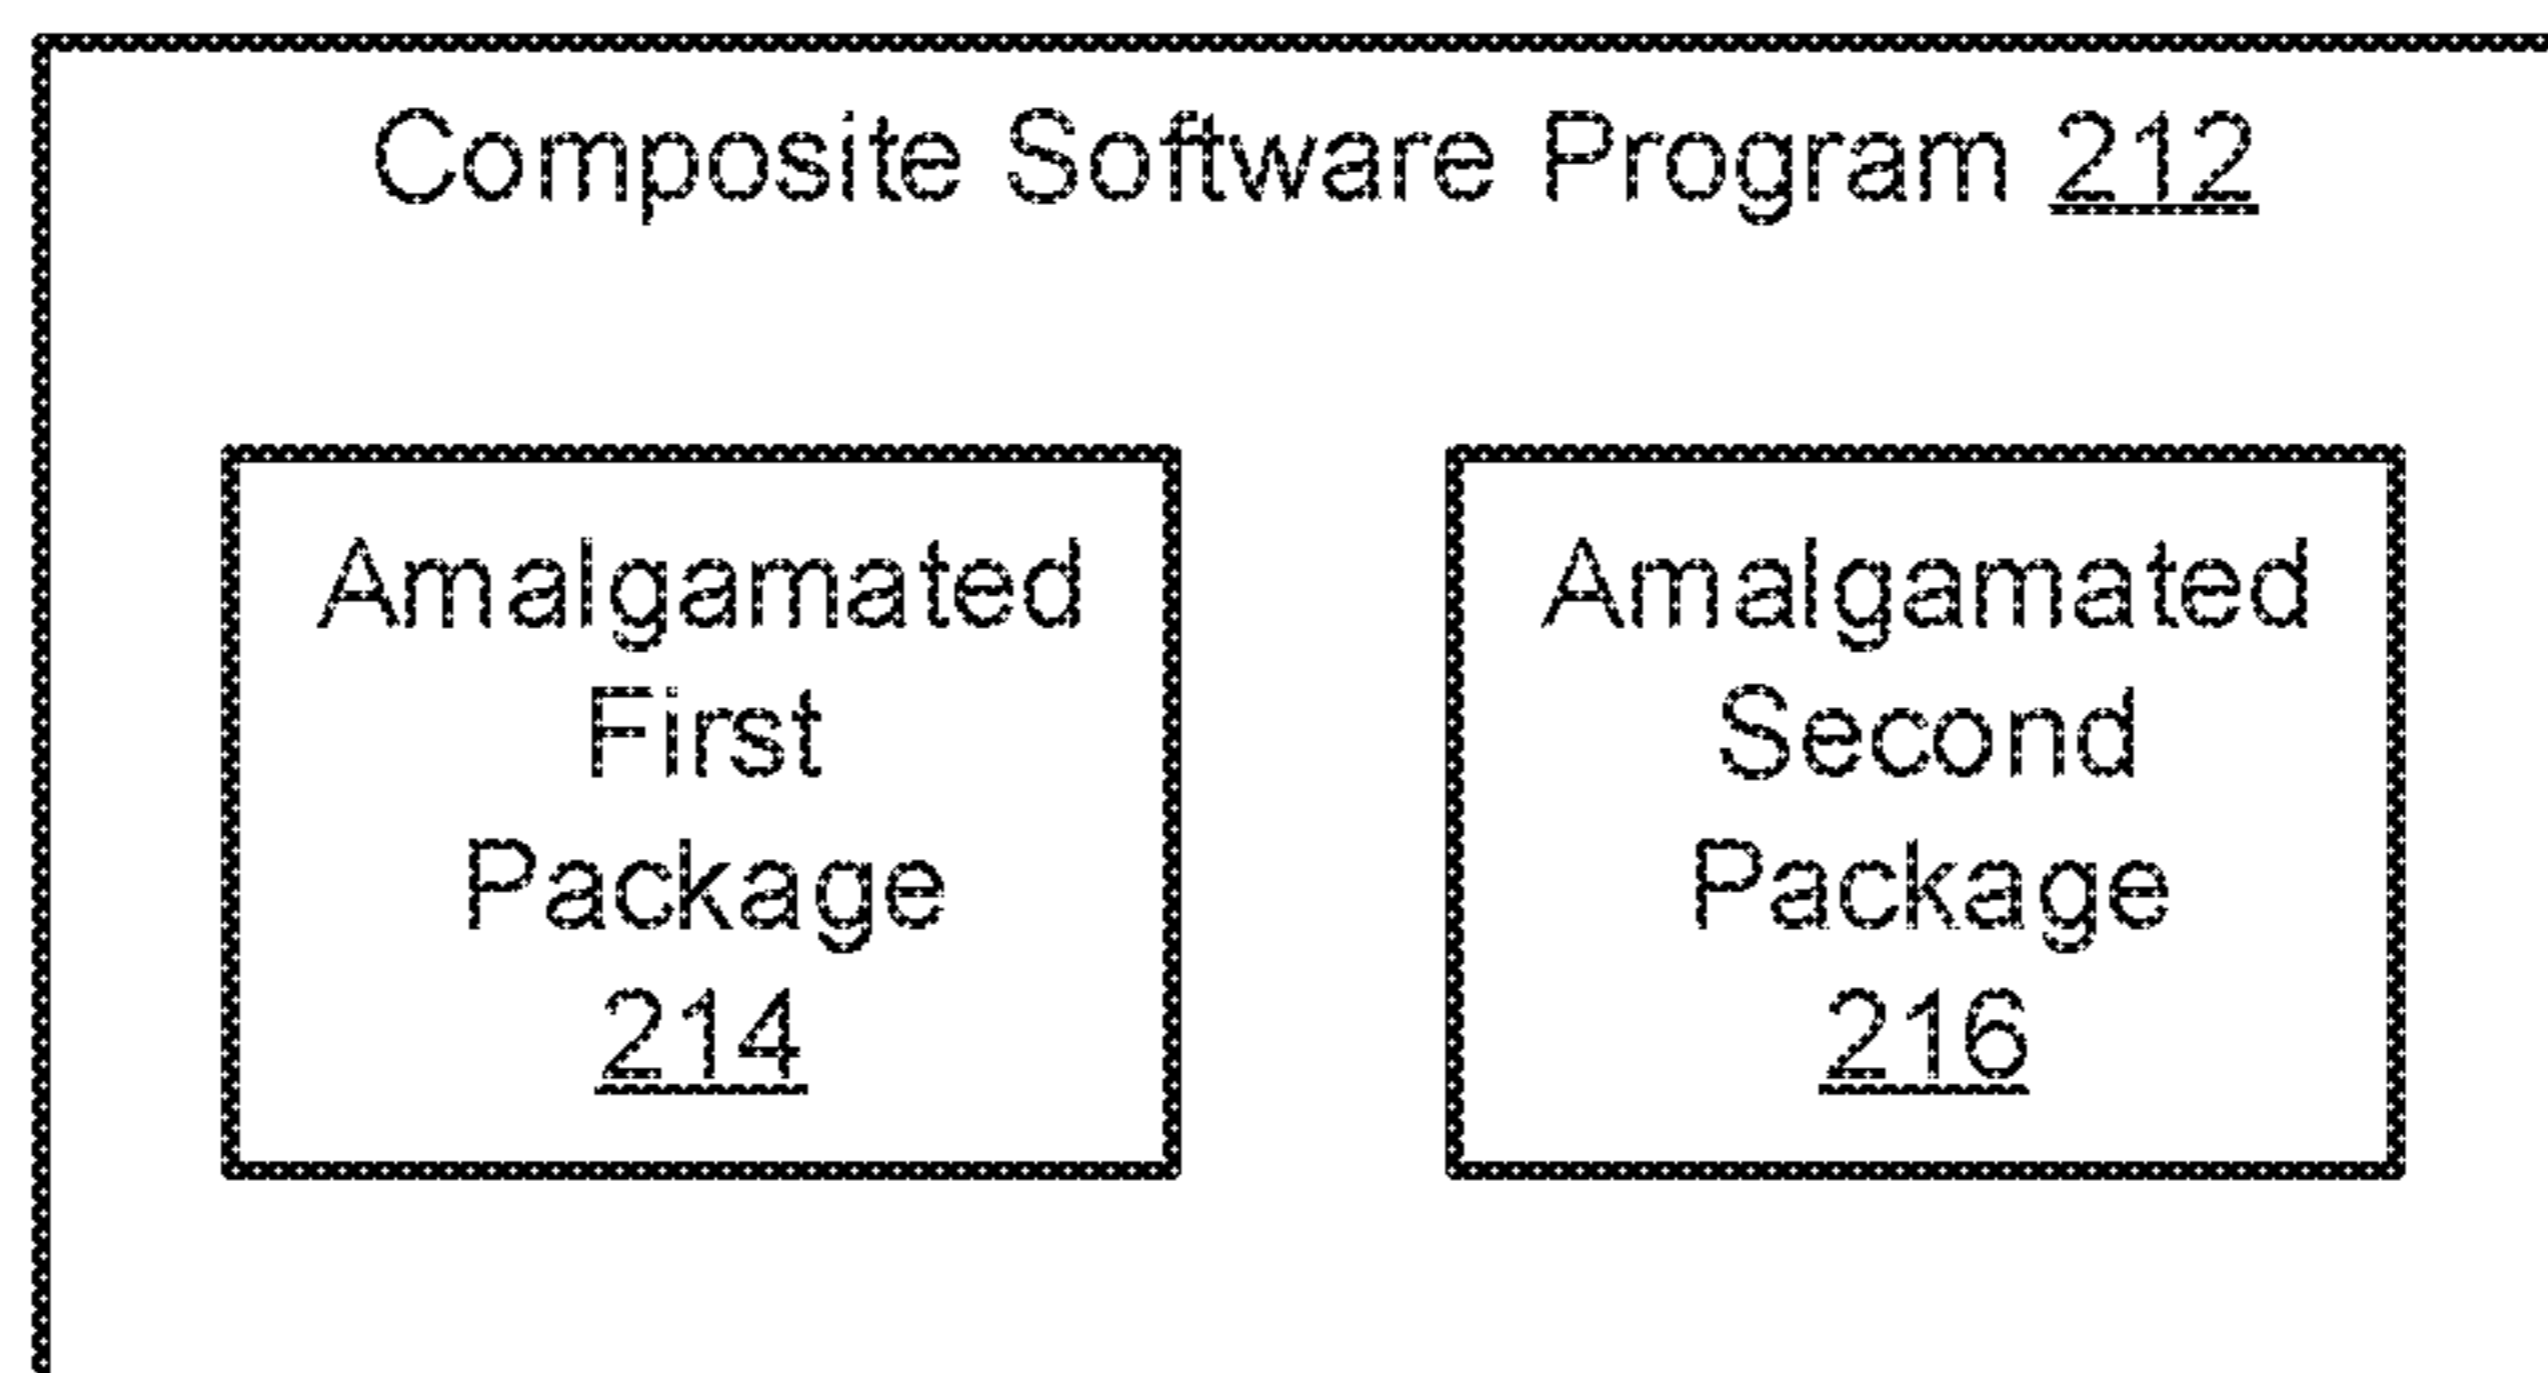 Composite Software Program 212
Amalgamated
First
Package
214
Amalgamated
Second
Package
216